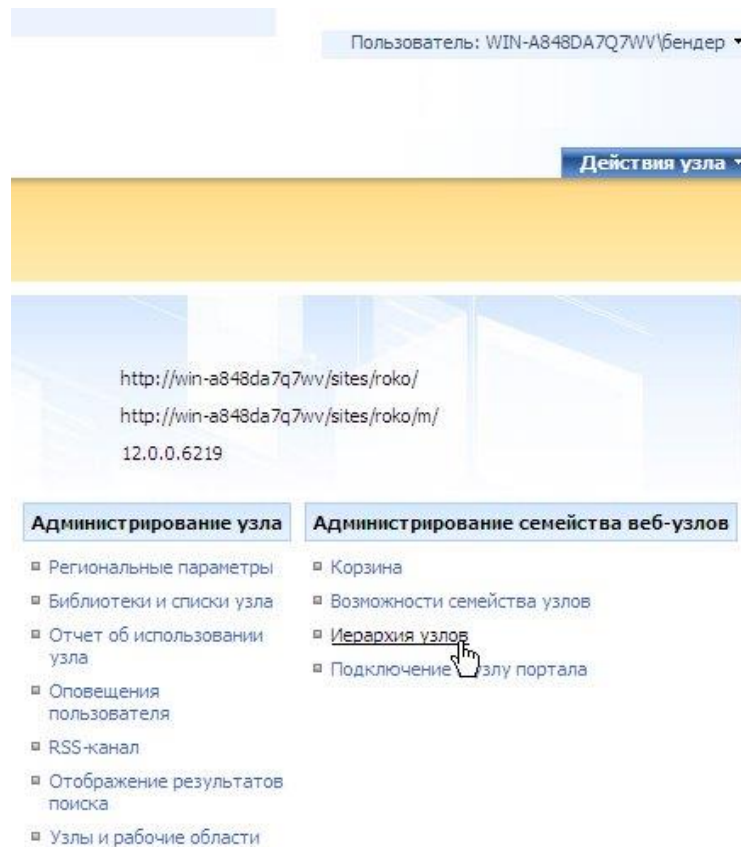 Пользователь: WIN-A848DA7Q7WV\бендер
Действия узла
http://win-a848da7q7wv/sites/roko/
http://win-a848da7q7wv/sites/roko/m/
12.0.0.6219
Администрирование узла
Региональные параметры
Библиотеки и списки узла
Отчет об использовании
узла
Оповещения
пользователя
RSS-канал
Отображение результатов
поиска
Узлы и рабочие области
Администрирование семейства веб-узлов
Корзина
Возможности семейства узлов
Иерархия узлов
Подключение узлу портала